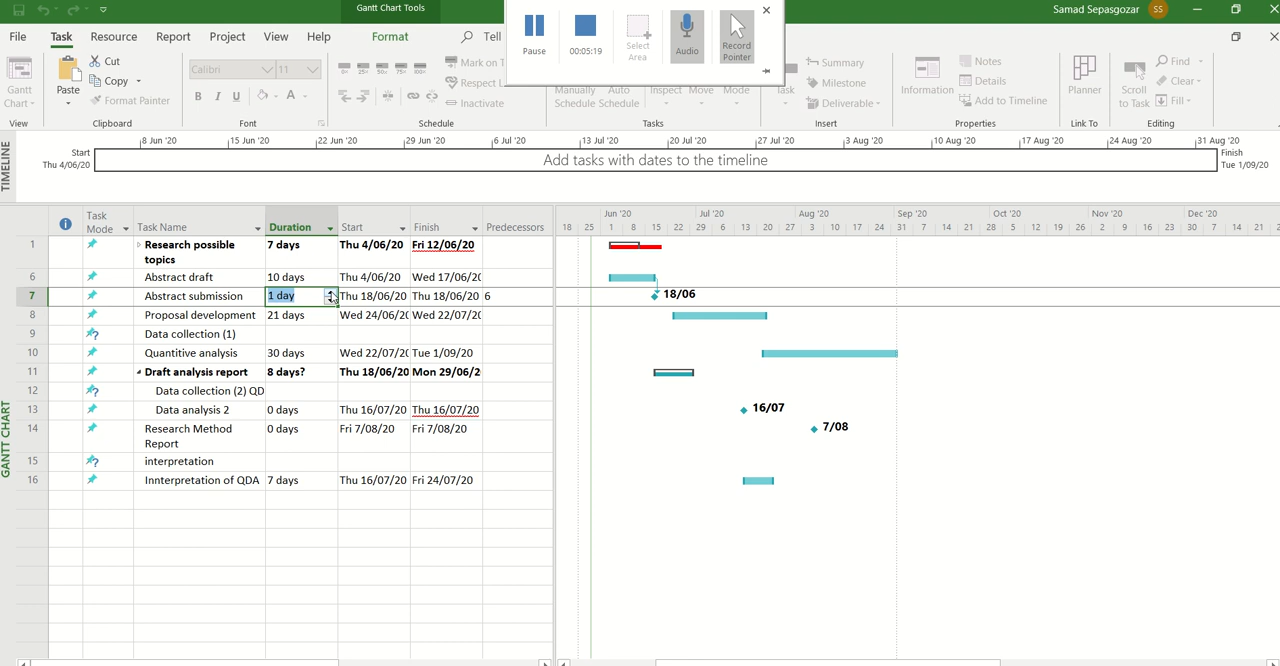 Gantt Chart Tools
Samad Sepasgozar SS
File Task Resource Report Project View Help Format Tell
Pause
00:05:19
Select Area
Audio
Record Pointer
Gantt Chart
View
Paste
Cut
Copy
Format Painter
Clipboard
Calibri 11
B I U A
Font
0% 25% 50% 75% 100%
Mark on T
Respect L
Inactivate
Schedule
Manually Schedule
Auto Schedule
Inspect
Move
Mode
Tasks
Task
Summary
Milestone
Deliverable
Insert
Information
Notes
Details
Add to Timeline
Properties
Planner
Link To
Scroll to Task
Find
Clear
Fill
Editing
TIMELINE
8 Jun '20 15 Jun '20 22 Jun '20 29 Jun '20 6 Jul '20 13 Jul '20 20 Jul '20 27 Jul '20 3 Aug '20 10 Aug '20 17 Aug '20 24 Aug '20 31 Aug '20
Start
Thu 4/06/20
Add tasks with dates to the timeline
Finish
Tue 1/09/20
GANTT CHART
Task Mode Task Name Duration Start Finish Predecessors
Jun '20 Jul '20 Aug '20 Sep '20 Oct '20 Nov '20 Dec '20
18 25 1 8 15 22 29 6 13 20 27 3 10 17 24 31 7 14 21 28 5 12 19 26 2 9 16 23 30 7 14 21
1 Research possible topics 7 days Thu 4/06/20 Fri 12/06/20
6 Abstract draft 10 days Thu 4/06/20 Wed 17/06/2
7 Abstract submission 1 day Thu 18/06/20 Thu 18/06/20 6 18/06
8 Proposal development 21 days Wed 24/06/2 Wed 22/07/2
9 Data collection (1)
10 Quantitive analysis 30 days Wed 22/07/2 Tue 1/09/20
11 Draft analysis report 8 days? Thu 18/06/20 Mon 29/06/2
12 Data collection (2) QD
13 Data analysis 2 0 days Thu 16/07/20 Thu 16/07/20 16/07
14 Research Method Report 0 days Fri 7/08/20 Fri 7/08/20 7/08
15 interpretation
16 Innterpretation of QDA 7 days Thu 16/07/20 Fri 24/07/20